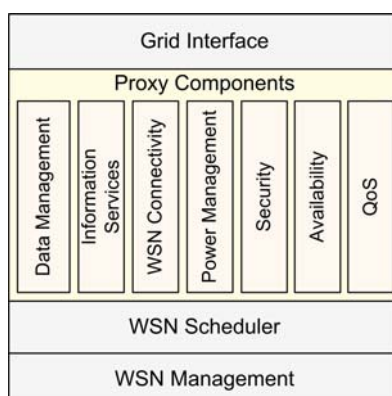 Grid Interface
Proxy Components
Data Management
Information
Services
WSN Connectivity
Power Management
Security
Availability
QoS
WSN Scheduler
WSN Management